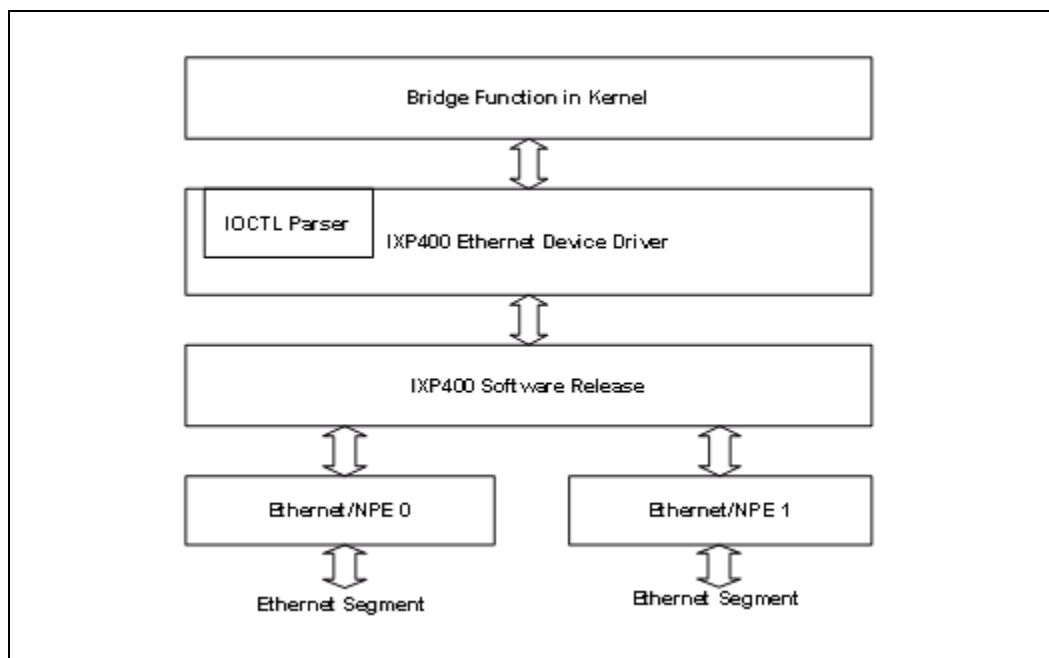 Bridge Function in Kernel
IOCTL Parser
IXP400 Ethernet Device Driver
IXP400 Software Release
Ethernet/NPE 0
Ethernet/NPE 1
Ethernet Segment
Ethernet Segment